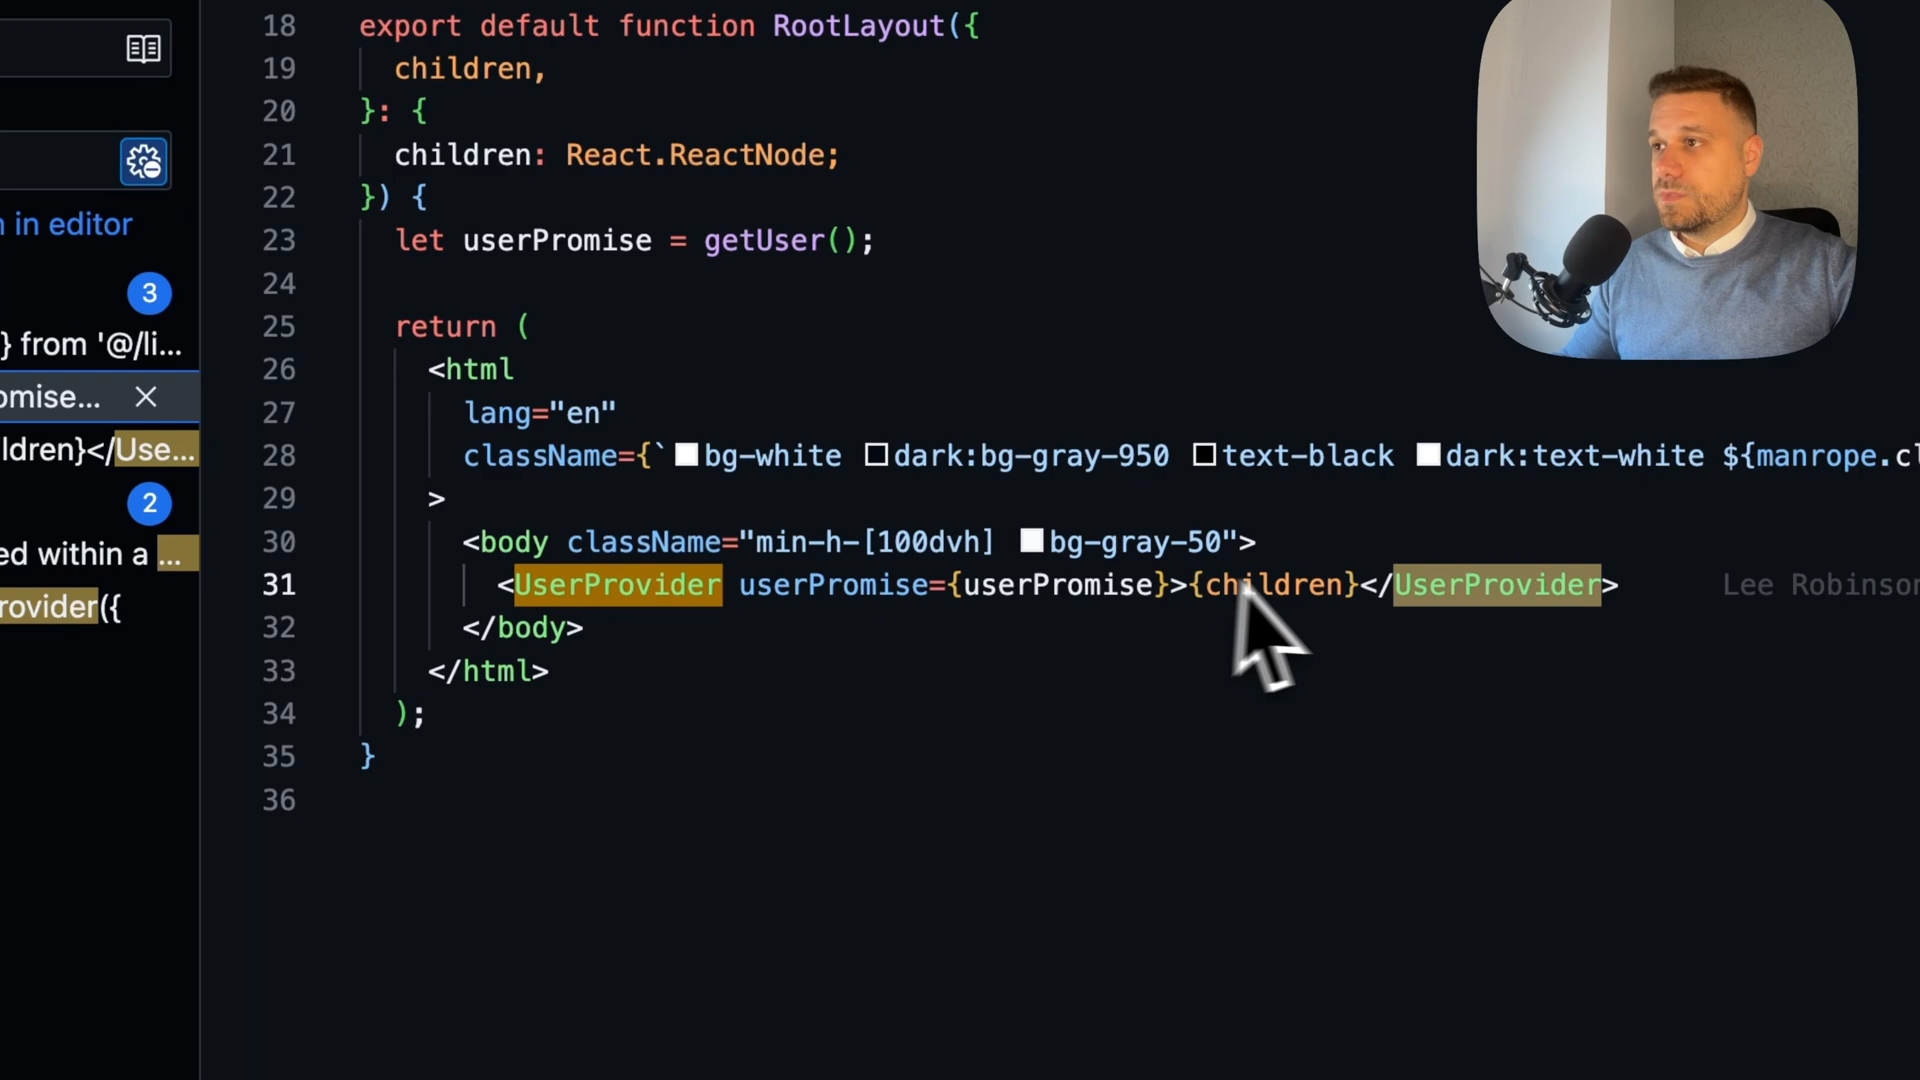 n in editor
3
} from '@/li...
omise...
ldren}</Use...
2
ed within a ...
rovider({
18 export default function RootLayout({
19 children,
20 }: {
21 children: React.ReactNode;
22 }) {
23 let userPromise = getUser();
24
25 return (
26 <html
27 lang="en"
28 className={`bg-white dark:bg-gray-950 text-black dark:text-white ${manrope.cl
29 >
30 <body className="min-h-[100dvh] bg-gray-50">
31 <UserProvider userPromise={userPromise}>{children}</UserProvider> Lee Robinson
32 </body>
33 </html>
34 );
35 }
36